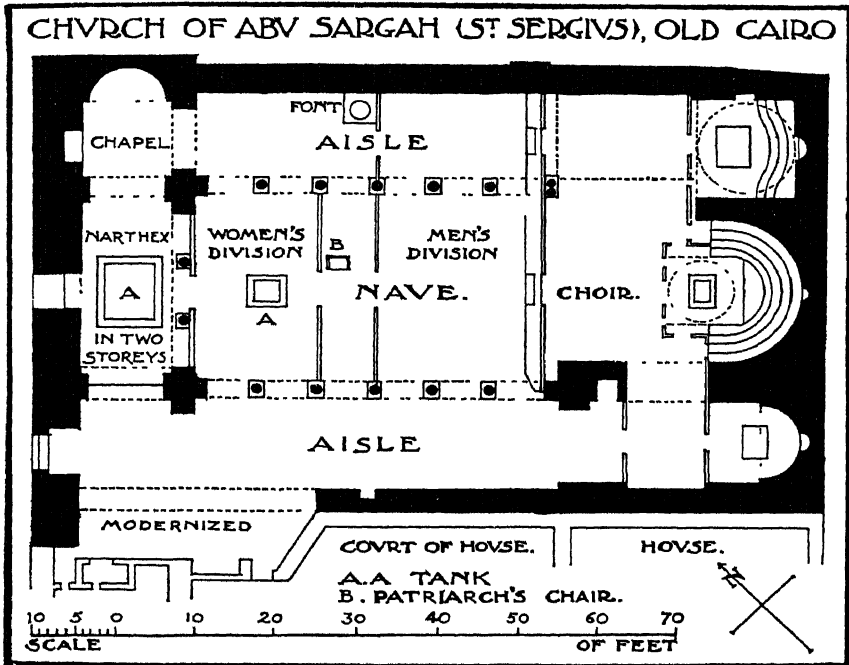 CHVRCH OF ABV SARGAH (ST SERGIVS), OLD CAIRO
FONT
CHAPEL
AISLE
NARTHEX
WOMEN'S
DIVISION
B
MEN'S
DIVISION
A
NAVE.
CHOIR.
A
IN TWO
STOREYS
AISLE
MODERNIZED
COVRT OF HOVSE.
HOVSE.
A.A TANK
B. PATRIARCH'S CHAIR.
N
10 5 0 10 20 30 40 50 60 70
SCALE OF FEET